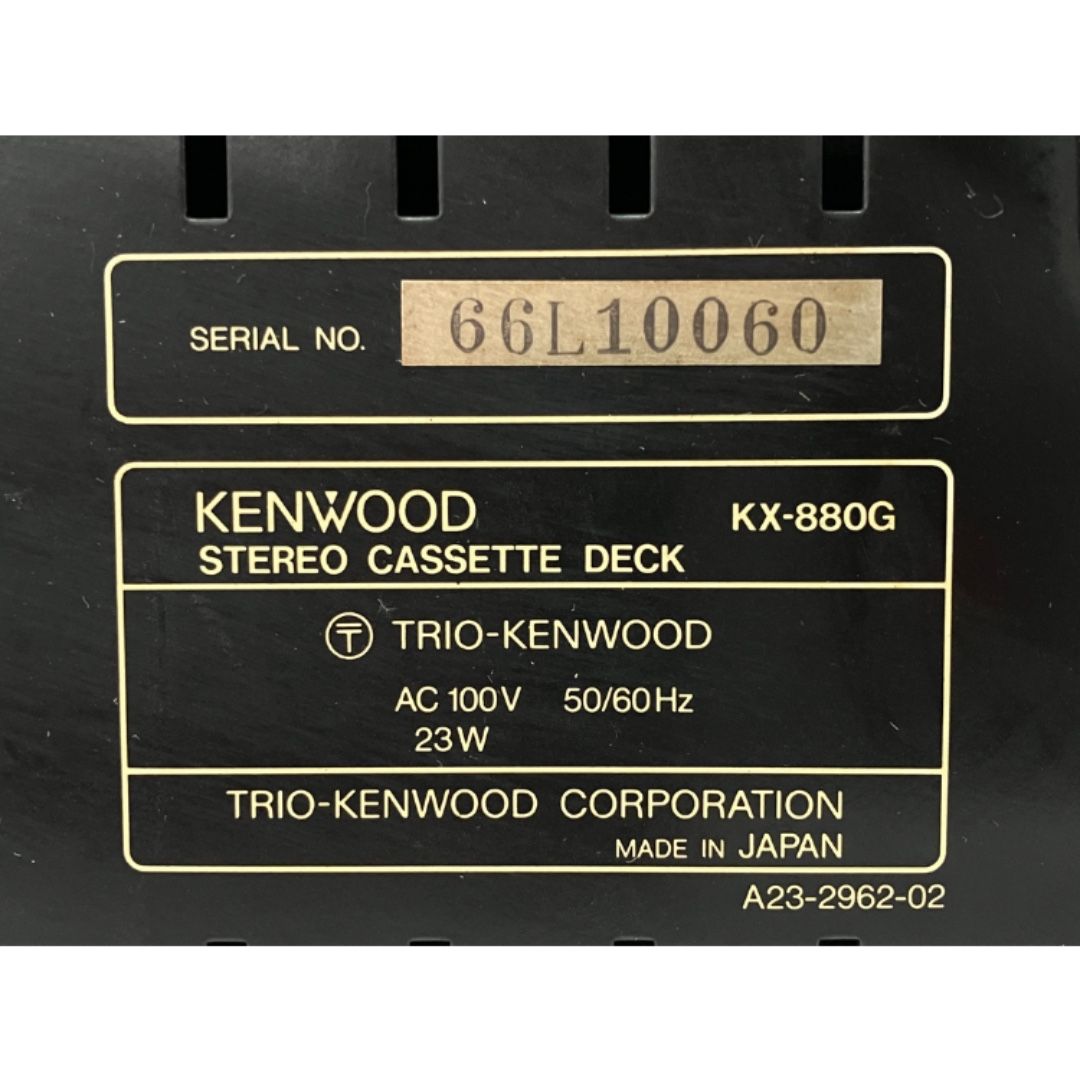 SERIAL NO. 66L10060
KENWOOD KX-880G
STEREO CASSETTE DECK
〒 TRIO-KENWOOD
AC 100V 50/60Hz
23W
TRIO-KENWOOD CORPORATION
MADE IN JAPAN
A23-2962-02